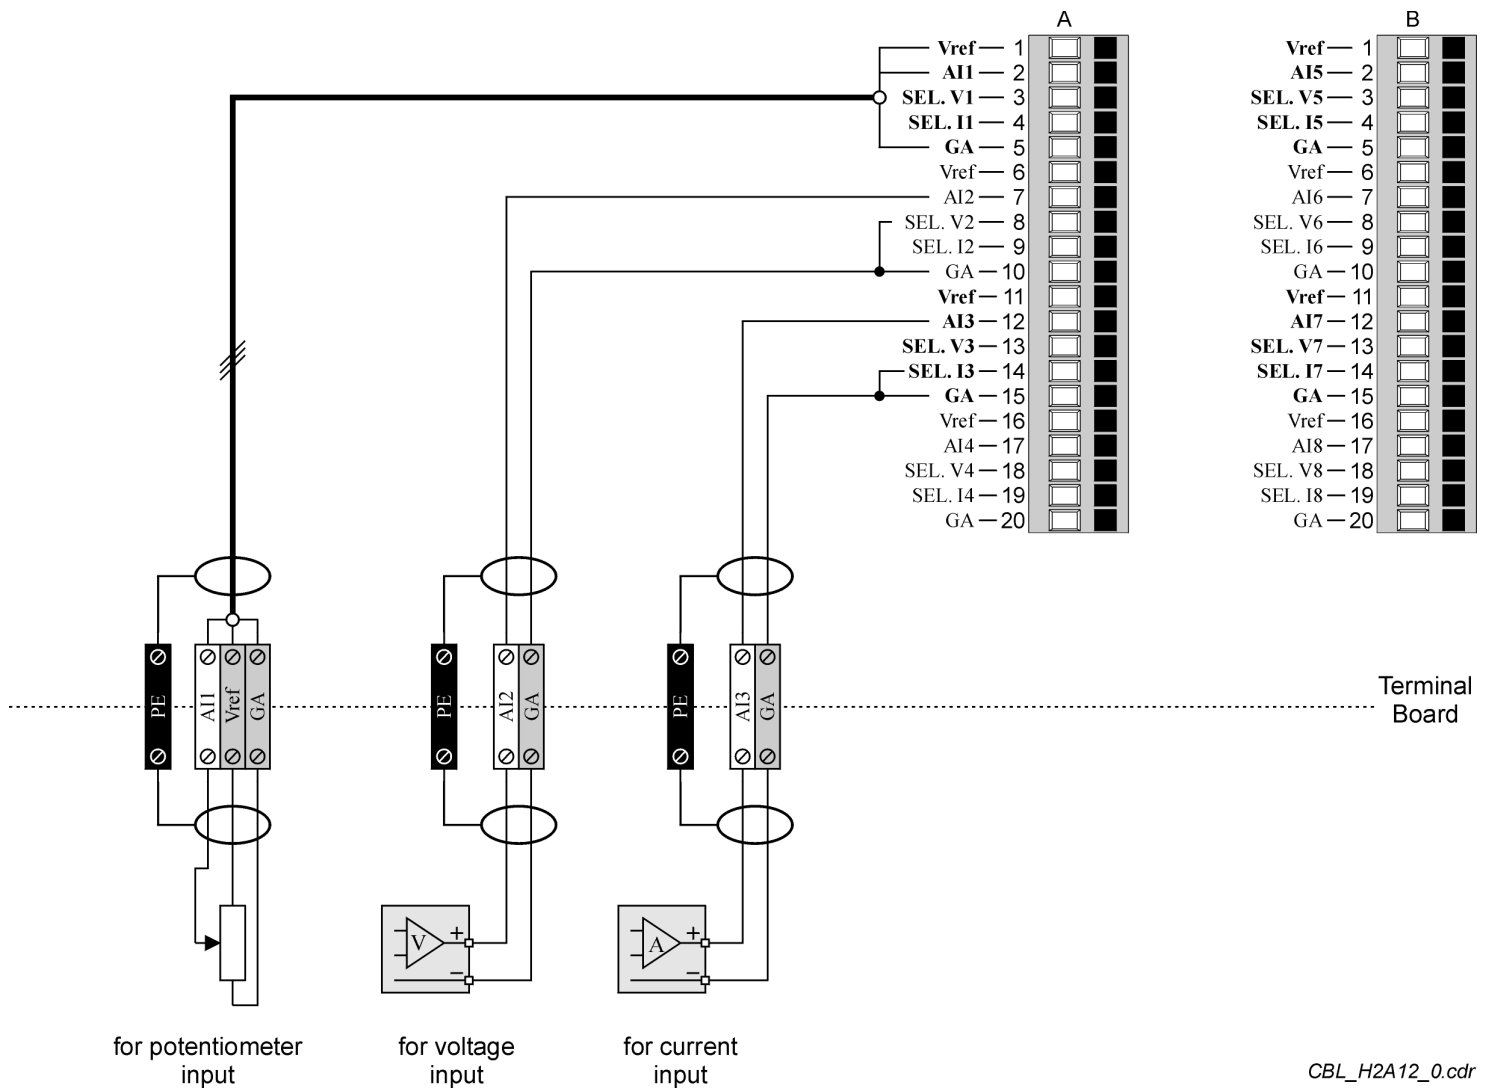 A
B
Vref 1
AI1 2
SEL. V1 3
SEL. I1 4
GA 5
Vref 6
AI2 7
SEL. V2 8
SEL. I2 9
GA 10
Vref 11
AI3 12
SEL. V3 13
SEL. I3 14
GA 15
Vref 16
AI4 17
SEL. V4 18
SEL. I4 19
GA 20
Vref 1
AI5 2
SEL. V5 3
SEL. I5 4
GA 5
Vref 6
AI6 7
SEL. V6 8
SEL. I6 9
GA 10
Vref 11
AI7 12
SEL. V7 13
SEL. I7 14
GA 15
Vref 16
AI8 17
SEL. V8 18
SEL. I8 19
GA 20
PE
AI1
Vref
GA
PE
AI2
GA
PE
AI3
GA
Terminal
Board
V
+
−
A
+
−
for potentiometer
input
for voltage
input
for current
input
CBL_H2A12_0.cdr